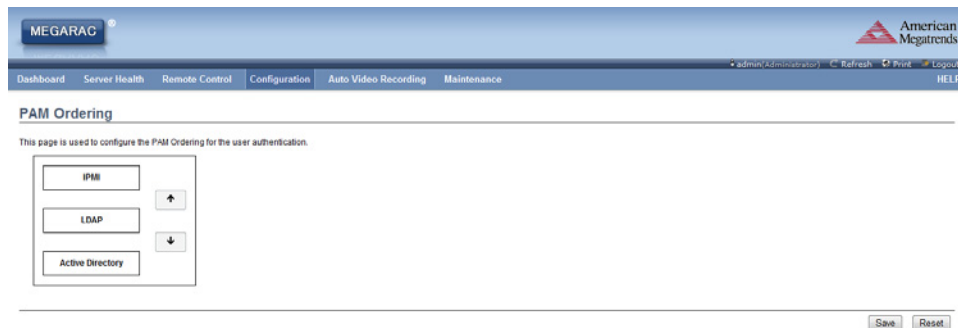 MEGARAC ®
American
Megatrends
admin(Administrator) Refresh Print Logout
Dashboard Server Health Remote Control Configuration Auto Video Recording Maintenance HELP
PAM Ordering
This page is used to configure the PAM Ordering for the user authentication.
IPMI
LDAP
Active Directory
Save Reset